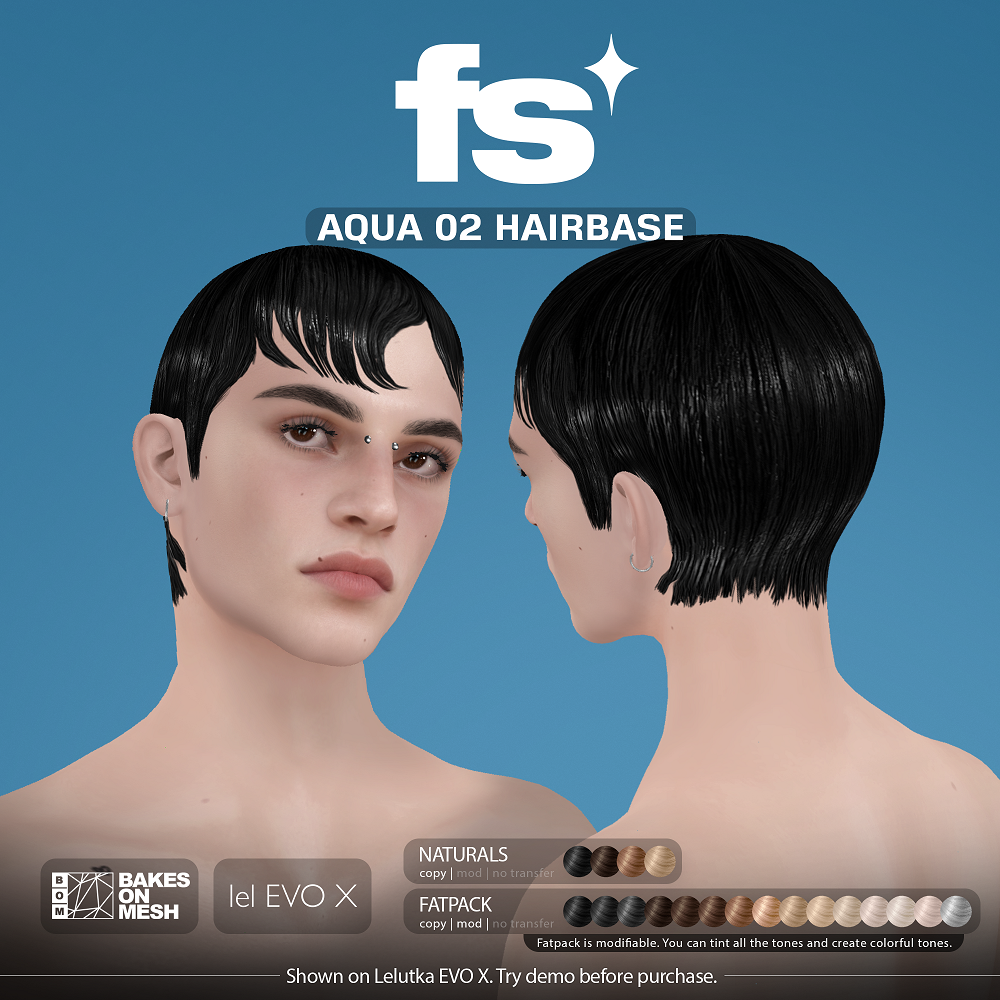 fs
AQUA 02 HAIRBASE
BOM
BAKES
ON
MESH
lel EVO X
NATURALS
copy | mod | no transfer
FATPACK
copy | mod | no transfer
Fatpack is modifiable. You can tint all the tones and create colorful tones.
Shown on Lelutka EVO X. Try demo before purchase.